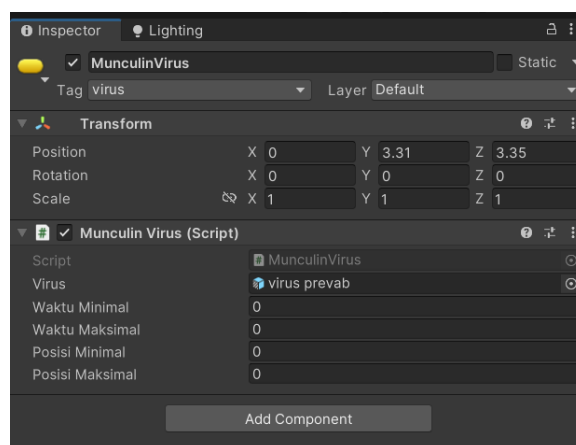 Inspector Lighting
MunculinVirus Static
Tag virus Layer Default
Transform
Position X 0 Y 3.31 Z 3.35
Rotation X 0 Y 0 Z 0
Scale X 1 Y 1 Z 1
# Munculin Virus (Script)
Script # MunculinVirus
Virus virus prevab
Waktu Minimal 0
Waktu Maksimal 0
Posisi Minimal 0
Posisi Maksimal 0
Add Component